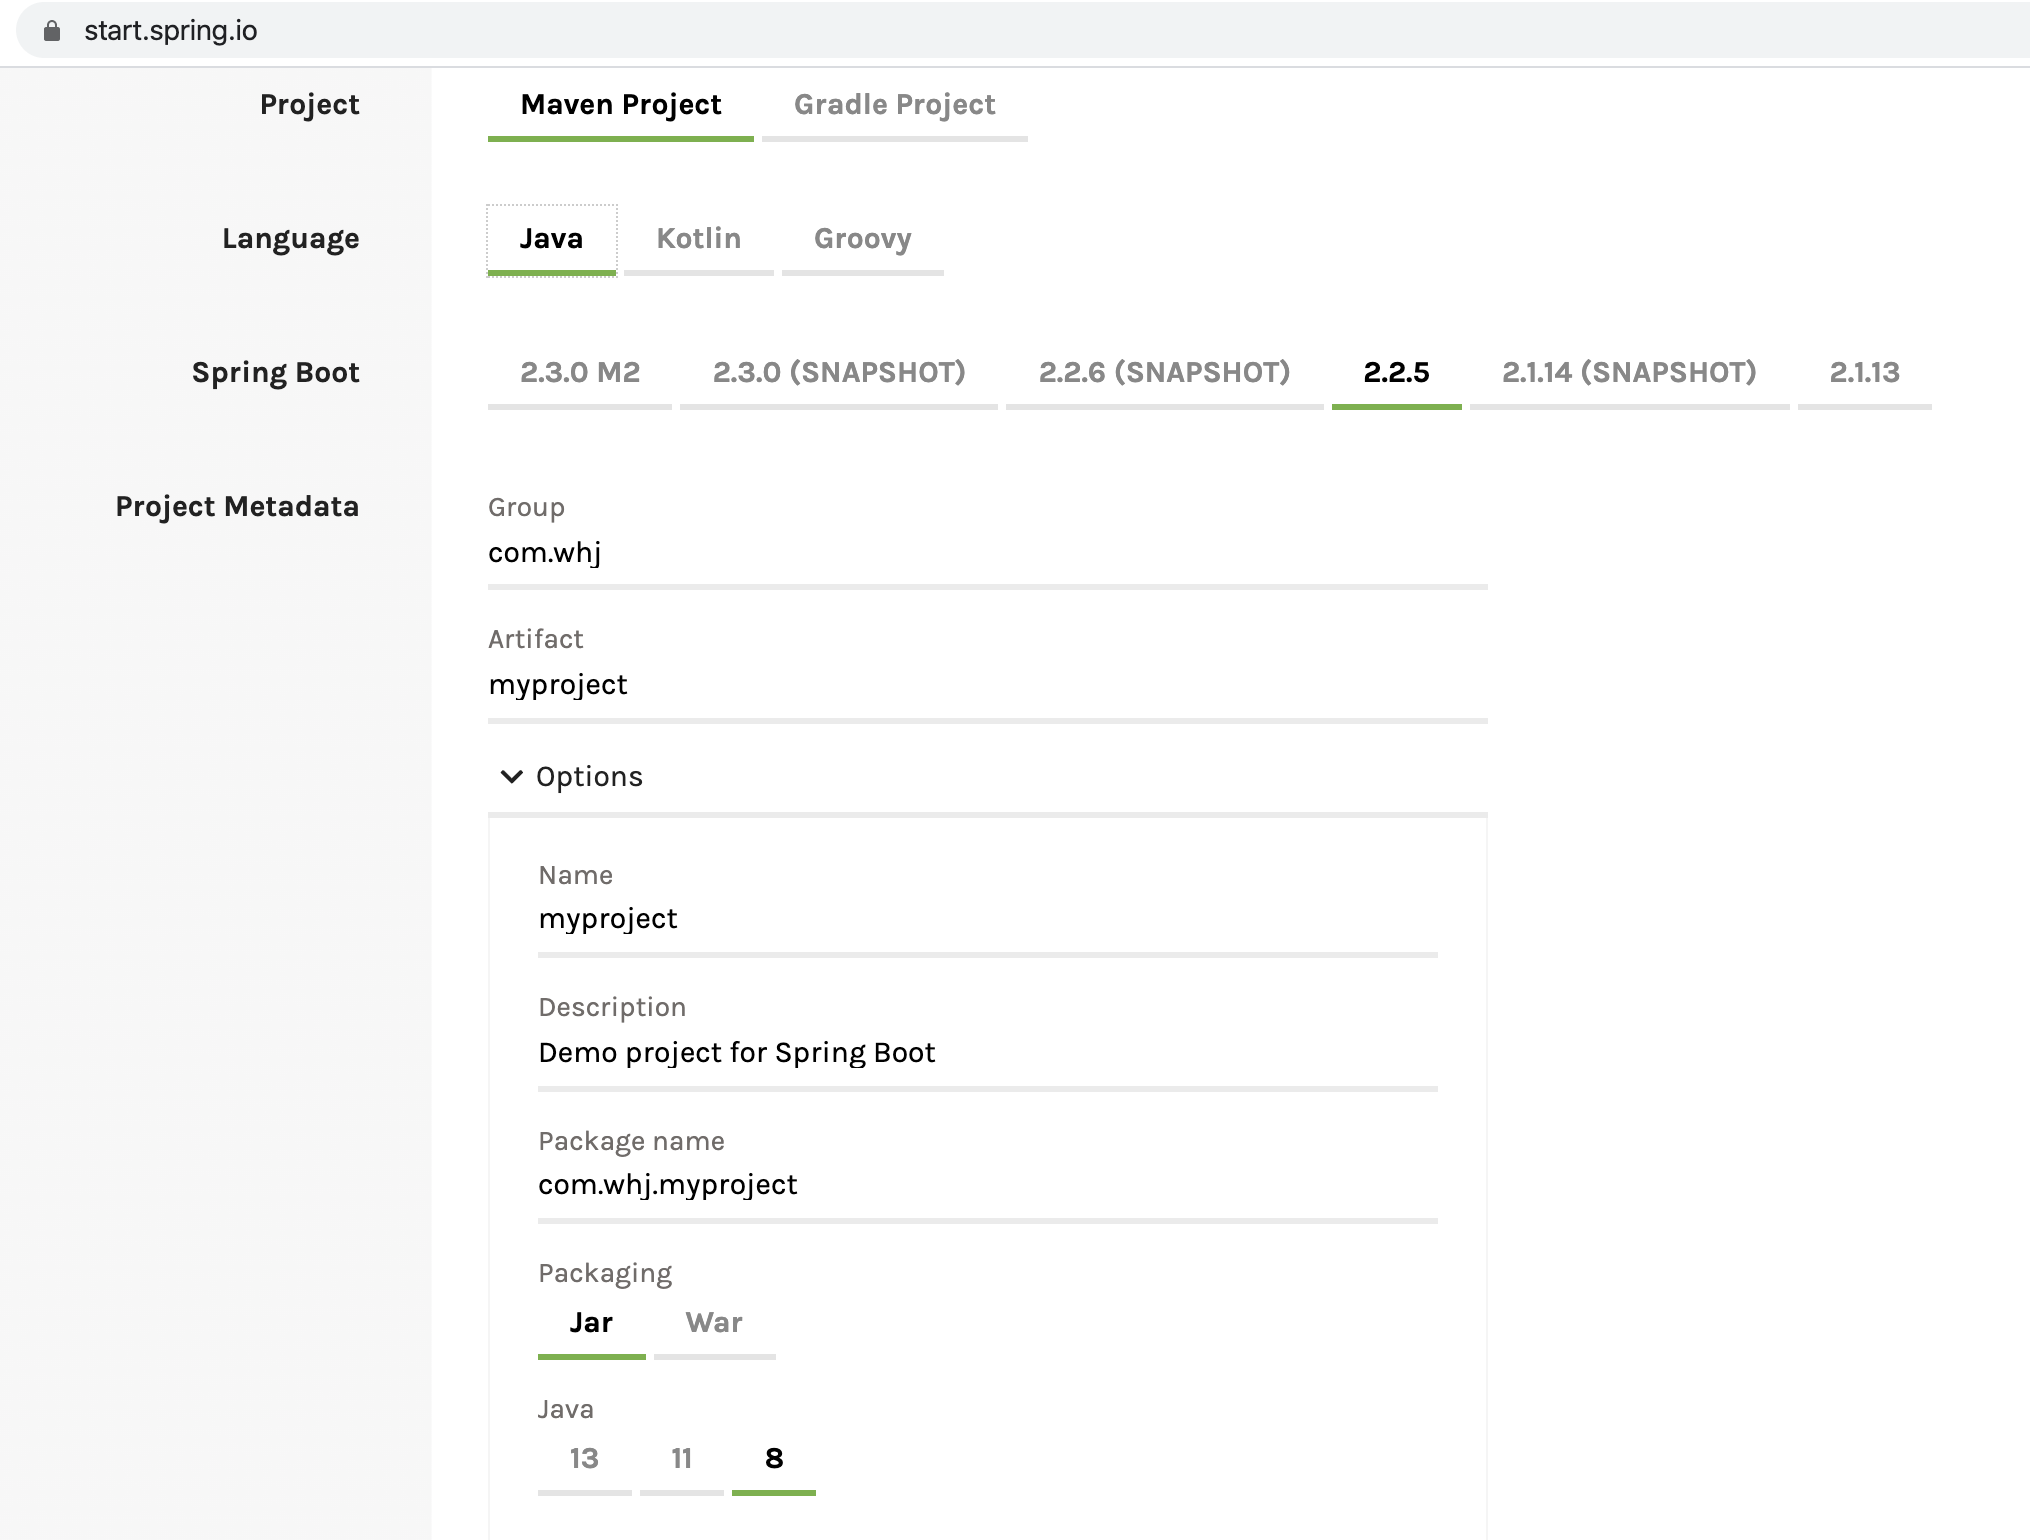 start.spring.io
Project
Maven Project Gradle Project
Language
Java Kotlin Groovy
Spring Boot
2.3.0 M2 2.3.0 (SNAPSHOT) 2.2.6 (SNAPSHOT) 2.2.5 2.1.14 (SNAPSHOT) 2.1.13
Project Metadata
Group
com.whj
Artifact
myproject
Options
Name
myproject
Description
Demo project for Spring Boot
Package name
com.whj.myproject
Packaging
Jar War
Java
13 11 8